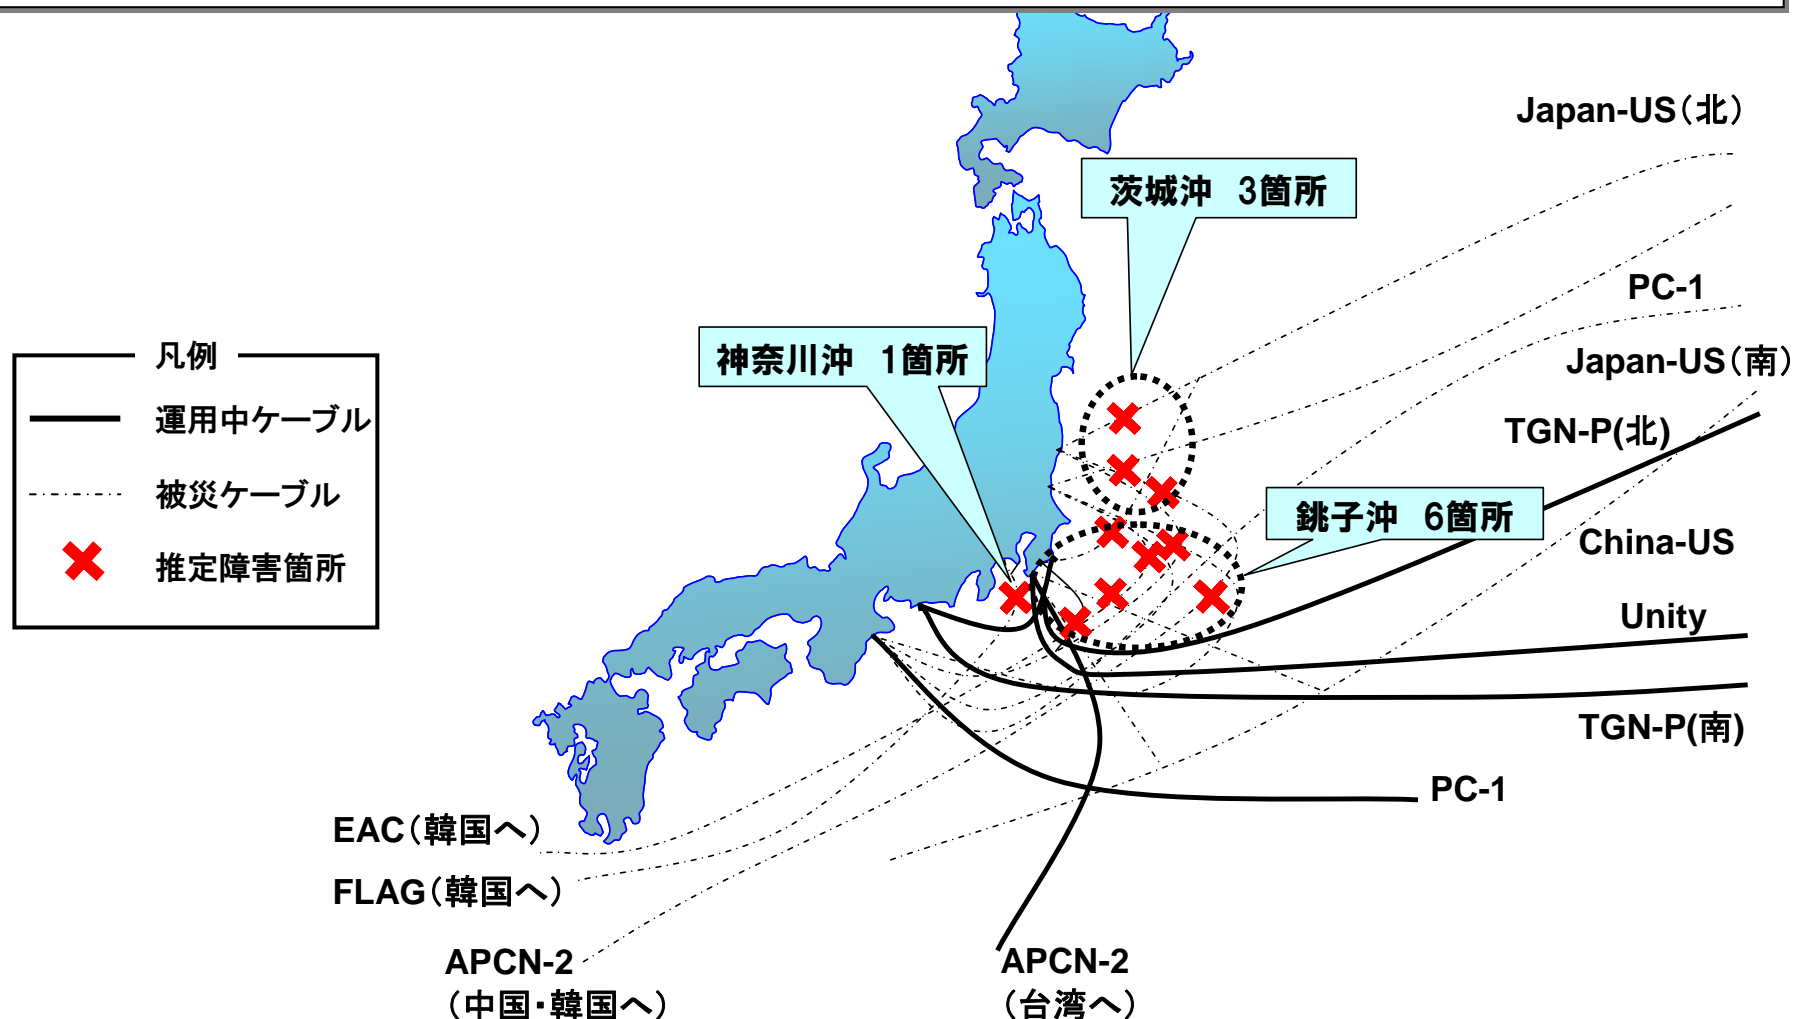 Japan-US(北)
茨城沖 3箇所
PC-1
神奈川沖 1箇所
凡例
Japan-US(南)
運用中ケーブル
TGN-P(北)
被災ケーブル
銚子沖 6箇所
China-US
推定障害箇所
Unity
TGN-P(南)
PC-1
EAC(韓国へ)
FLAG(韓国へ)
APCN-2
(中国・韓国へ)
APCN-2
(台湾へ)